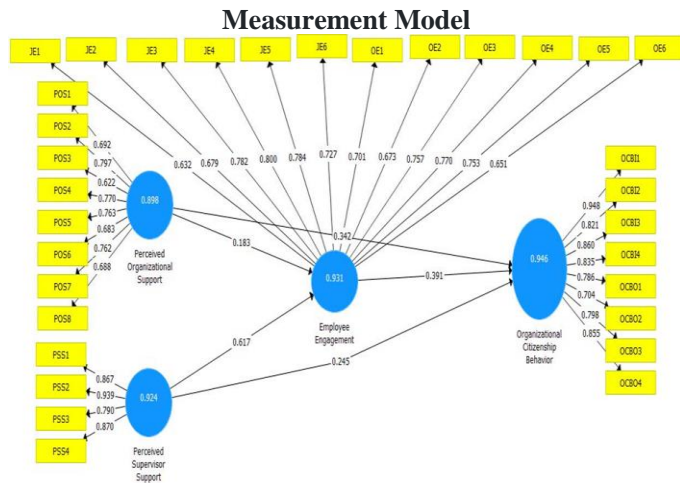 Measurement Model
JE1 JE2 JE3 JE4 JE5 JE6 OE1 OE2 OE3 OE4 OE5 OE6
0.632 0.679 0.782 0.800 0.784 0.727 0.701 0.673 0.757 0.770 0.753 0.651
POS1
POS2
POS3
POS4
POS5
POS6
POS7
POS8
0.692
0.797
0.622
0.770
0.763
0.683
0.762
0.688
0.898
Perceived
Organizational
Support
0.183
0.342
0.931
Employee
Engagement
0.391
0.617
0.245
PSS1
PSS2
PSS3
PSS4
0.867
0.939
0.790
0.870
0.924
Perceived
Supervisor
Support
0.946
Organizational
Citizenship
Behavior
0.948
0.821
0.860
0.835
0.786
0.704
0.798
0.855
OCBI1
OCBI2
OCBI3
OCBI4
OCBO1
OCBO2
OCBO3
OCBO4